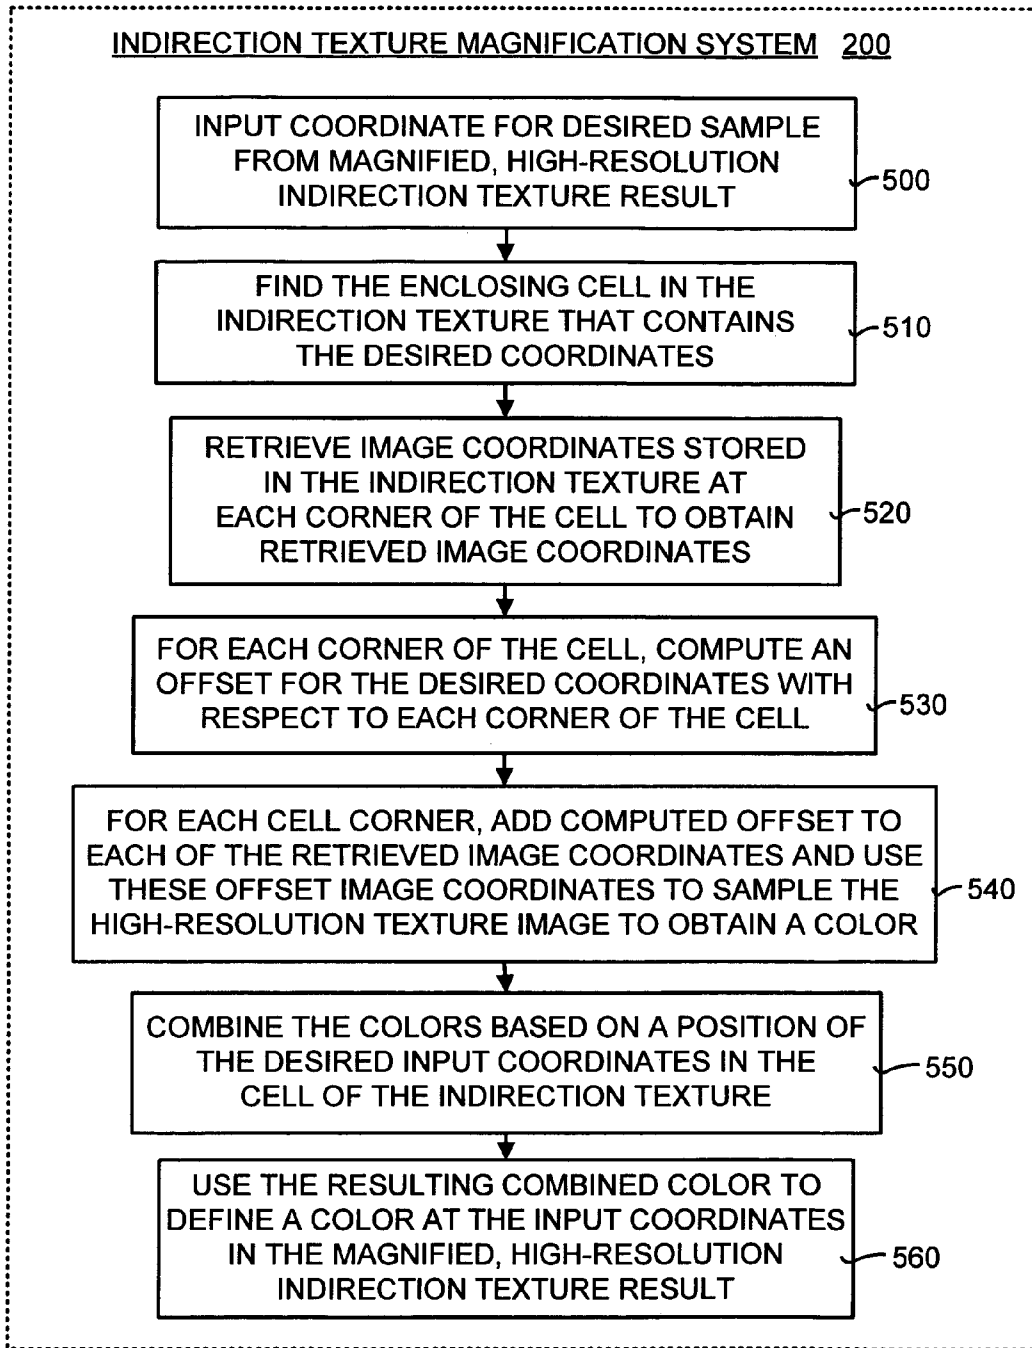 INDIRECTION TEXTURE MAGNIFICATION SYSTEM 200
INPUT COORDINATE FOR DESIRED SAMPLE
FROM MAGNIFIED, HIGH-RESOLUTION
INDIRECTION TEXTURE RESULT
500
FIND THE ENCLOSING CELL IN THE
INDIRECTION TEXTURE THAT CONTAINS
THE DESIRED COORDINATES
510
RETRIEVE IMAGE COORDINATES STORED
IN THE INDIRECTION TEXTURE AT
EACH CORNER OF THE CELL TO OBTAIN
RETRIEVED IMAGE COORDINATES
520
FOR EACH CORNER OF THE CELL, COMPUTE AN
OFFSET FOR THE DESIRED COORDINATES WITH
RESPECT TO EACH CORNER OF THE CELL
530
FOR EACH CELL CORNER, ADD COMPUTED OFFSET TO
EACH OF THE RETRIEVED IMAGE COORDINATES AND USE
THESE OFFSET IMAGE COORDINATES TO SAMPLE THE
HIGH-RESOLUTION TEXTURE IMAGE TO OBTAIN A COLOR
540
COMBINE THE COLORS BASED ON A POSITION OF
THE DESIRED INPUT COORDINATES IN THE
CELL OF THE INDIRECTION TEXTURE
550
USE THE RESULTING COMBINED COLOR TO
DEFINE A COLOR AT THE INPUT COORDINATES
IN THE MAGNIFIED, HIGH-RESOLUTION
INDIRECTION TEXTURE RESULT
560